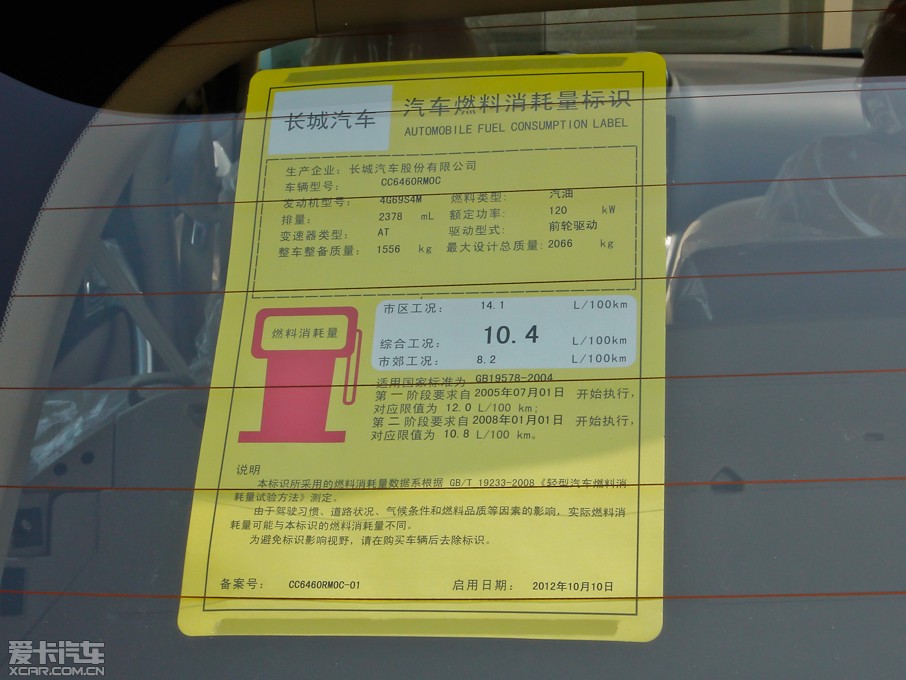 长城汽车
汽车燃料消耗量标识
AUTOMOBILE FUEL CONSUMPTION LABEL
生产企业: 长城汽车股份有限公司
车辆型号: CC6460RM0C
发动机型号: 4G69S4M 燃料类型: 汽油
排量: 2378 mL 额定功率: 120 kW
变速器类型: AT 驱动型式: 前轮驱动
整车整备质量: 1556 kg 最大设计总质量: 2066 kg
市区工况: 14.1 L/100km
燃料消耗量
综合工况: 10.4 L/100km
市郊工况: 8.2 L/100km
适用国家标准为 GB19578-2004
第一阶段要求自2005年07月01日 开始执行,
对应限值为 12.0 L/100 km;
第二阶段要求自2008年01月01日 开始执行,
对应限值为 10.8 L/100 km。
说明
本标识所采用的燃料消耗量数据系根据 GB/T 19233-2008《轻型汽车燃料消
耗量试验方法》测定。
由于驾驶习惯、道路状况、气候条件和燃料品质等因素的影响，实际燃料消
耗量可能与本标识的燃料消耗量不同。
为避免标识影响视野，请在购买车辆后去除标识。
备案号: CC6460RM0C-01 启用日期: 2012年10月10日
爱卡汽车
XCAR.COM.CN